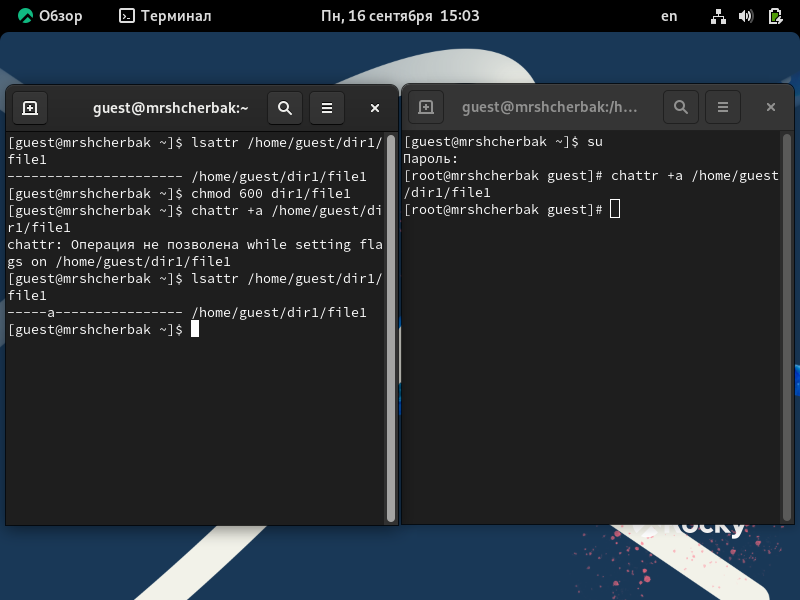 Обзор Терминал Пн, 16 сентября 15:03 en
guest@mrshcherbak:~
[guest@mrshcherbak ~]$ lsattr /home/guest/dir1/
file1
---------------------- /home/guest/dir1/file1
[guest@mrshcherbak ~]$ chmod 600 dir1/file1
[guest@mrshcherbak ~]$ chattr +a /home/guest/di
r1/file1
chattr: Операция не позволена while setting fla
gs on /home/guest/dir1/file1
[guest@mrshcherbak ~]$ lsattr /home/guest/dir1/
file1
-----a---------------- /home/guest/dir1/file1
[guest@mrshcherbak ~]$
guest@mrshcherbak:/h...
[guest@mrshcherbak ~]$ su
Пароль:
[root@mrshcherbak guest]# chattr +a /home/guest
/dir1/file1
[root@mrshcherbak guest]#
Rocky